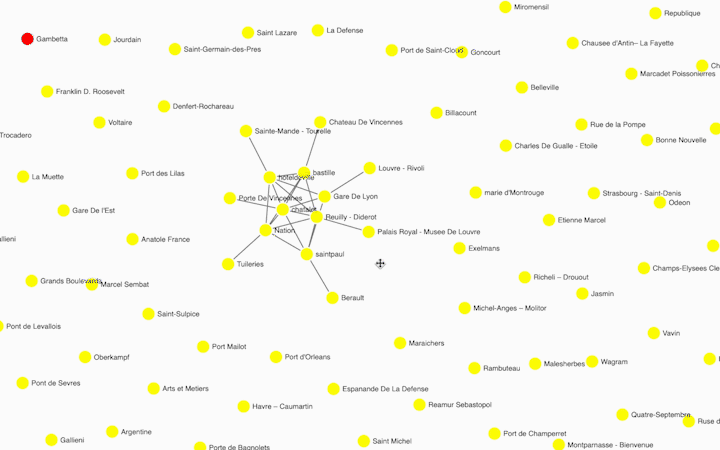 Miromensil
Republique
Saint Lazare
La Defense
Gambetta
Jourdain
Saint-Germain-des-Pres
Port de Saint-Cloud
Goncourt
Chausee d'Antin– La Fayette
Ch
Marcadet Poissonierres
Franklin D. Roosevelt
Belleville
Denfert-Rochareau
Billacount
Voltaire
Chateau De Vincennes
Rue de la Pompe
Trocadero
Sainte-Mande - Tourelle
Bonne Nouvelle
Charles De Gualle - Etoile
Louvre - Rivoli
Port des Lilas
bastille
La Muette
hoteldeville
marie d'Montrouge
Strasbourg - Saint-Denis
Gare De Lyon
Porte De Vincennes
Odeon
Gare De l'Est
chatalet
Reuilly - Diderot
Etienne Marcel
Nation
Palais Royal - Musee De Louvre
allieni
Anatole France
Exelmans
saintpaul
Tuileries
Champs-Elysees Cle
Richeli – Drouout
Grands Boulevards
Marcel Sembat
Jasmin
Berault
Michel-Anges – Molitor
Saint-Sulpice
Pont de Levallois
Vavin
Maraichers
Port Mailot
Oberkampf
Port d'Orleans
Malesherbes
Wagram
Rambuteau
Pont de Sevres
Arts et Metiers
Espanande De La Defense
Havre – Caumartin
Reamur Sebastopol
Quatre-Septembre
Ruse d
Argentine
Port de Champerret
Gallieni
Saint Michel
Montparnasse - Bienvenue
Porte de Bagnolets